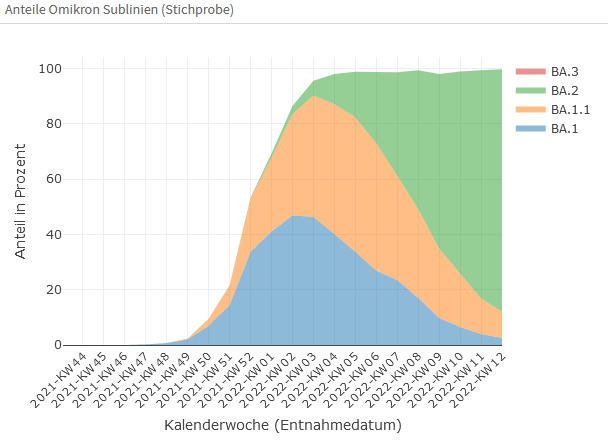 Anteile Omikron Sublinien (Stichprobe)
100
80
60
40
20
0
Anteil in Prozent
2021-KW44
2021-KW45
2021-KW46
2021-KW47
2021-KW48
2021-KW49
2021-KW50
2021-KW51
2021-KW52
2022-KW01
2022-KW02
2022-KW03
2022-KW04
2022-KW05
2022-KW06
2022-KW07
2022-KW08
2022-KW09
2022-KW10
2022-KW11
2022-KW12
Kalenderwoche (Entnahmedatum)
BA.3
BA.2
BA.1.1
BA.1